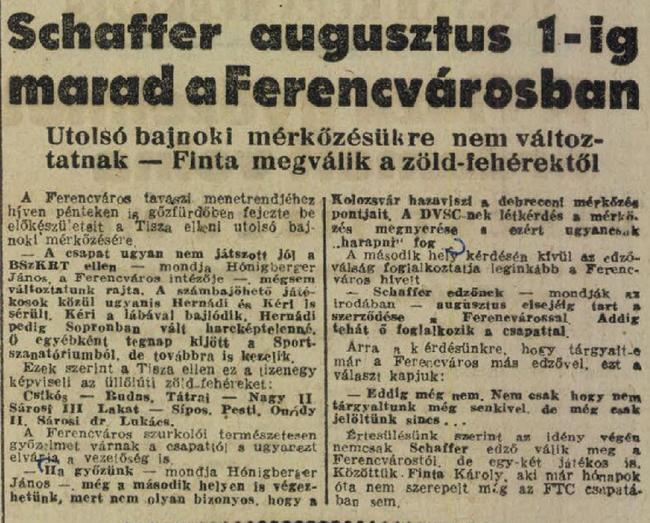 Schaffer augusztus 1-ig
marad a Ferencvárosban
Utolsó bajnoki mérkőzésükre nem változ-
tatnak — Finta megválik a zöld-fehérektől
A Ferencváros tavaszi menetrendjéhez
híven pénteken is gőzfürdőben fejezte be
előkészületeit a Tisza elleni utolsó baj-
noki mérkőzésére.
— A csapat ugyan nem játszott jól a
BSzKRT ellen — mondja Hónigberger
János, a Ferencváros intézője — mégsem
változtatunk rajta. A számbajöhető játé-
kosok közül ugyanis Hernádi és Kéri is
sérült. Kéri a lábával bajlódik. Hernádi
pedig Sopronban vált harcképtelenné.
Ő egyébként tegnap kijött a Sport-
szanatóriumból, de továbbra is kezelik.
Ezek szerint a Tisza ellen ez a tizenegy
képviseli az üllőiúti zöld-fehéreket:
Csikós — Rudas, Tátrai — Nagy II
Sárosi III Lakat — Sipos, Pesti, Onódy
II. Sárosi dr. Lukács.
A Ferencváros szurkolói természetesen
győzelmet várnak a csapattól s ugyanezt
elvárja a vezetőség is.
— Ha győzünk — mondja Hónigberger
János —, még a második helyen is végez-
hetünk, mert nem olyan bizonyos, hogy a
Kolozsvár hazaviszi a debreceni mérkőzés
pontjait. A DVSC-nek létkérdés a mérkő-
zés megnyerése s ezért ugyancsak
„harapni” fog
A második hely kérdésén kívül az edző-
válság foglalkoztatja leginkább a Ferenc-
város híveit
— Schaffer edzőnek — mondják az
irodában — augusztus elsejéig tart a
szerződése a Ferencvárossal. Addig
tehát ő foglalkozik a csapattal.
Arra a kérdésünkre, hogy tárgyalt-e
már a Ferencváros más edzővel, ezt a
választ kapjuk:
— Eddig még nem. Nem csak hogy nem
tárgyaltunk még senkivel, de még csak
jelöltünk sincs ...
Értesülésünk szerint az idény végén
nemcsak Schaffer edző válik meg a
Ferencvárostól, de egy-két játékos is.
Közöttük Finta Károly, aki már hónapok
óta nem szerepelt még az FTC csapatá-
ban sem.